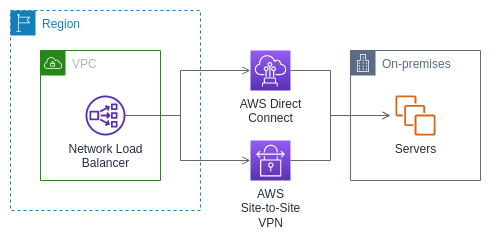 Region
VPC
On-premises
AWS Direct
Connect
Network Load
Balancer
Servers
AWS
Site-to-Site
VPN